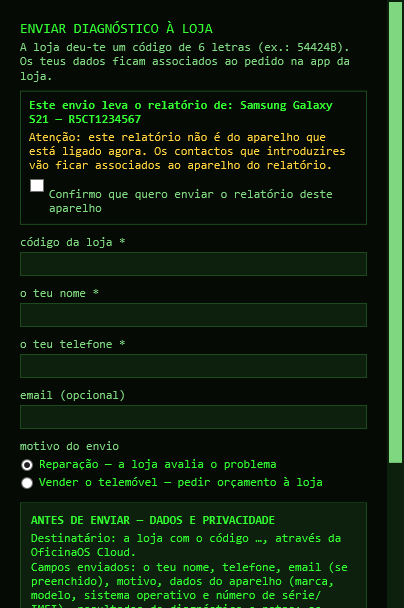 ENVIAR DIAGNÓSTICO À LOJA
A loja deu-te um código de 6 letras (ex.: 54424B).
Os teus dados ficam associados ao pedido na app da
loja.
Este envio leva o relatório de: Samsung Galaxy
S21 — R5CT1234567
Atenção: este relatório não é do aparelho que
está ligado agora. Os contactos que introduzires
vão ficar associados ao aparelho do relatório.
Confirmo que quero enviar o relatório deste
aparelho
código da loja *
o teu nome *
o teu telefone *
email (opcional)
motivo do envio
Reparação — a loja avalia o problema
Vender o telemóvel — pedir orçamento à loja
ANTES DE ENVIAR — DADOS E PRIVACIDADE
Destinatário: a loja com o código …, através da
OficinaOS Cloud.
Campos enviados: o teu nome, telefone, email (se
preenchido), motivo, dados do aparelho (marca,
modelo, sistema operativo e número de série/